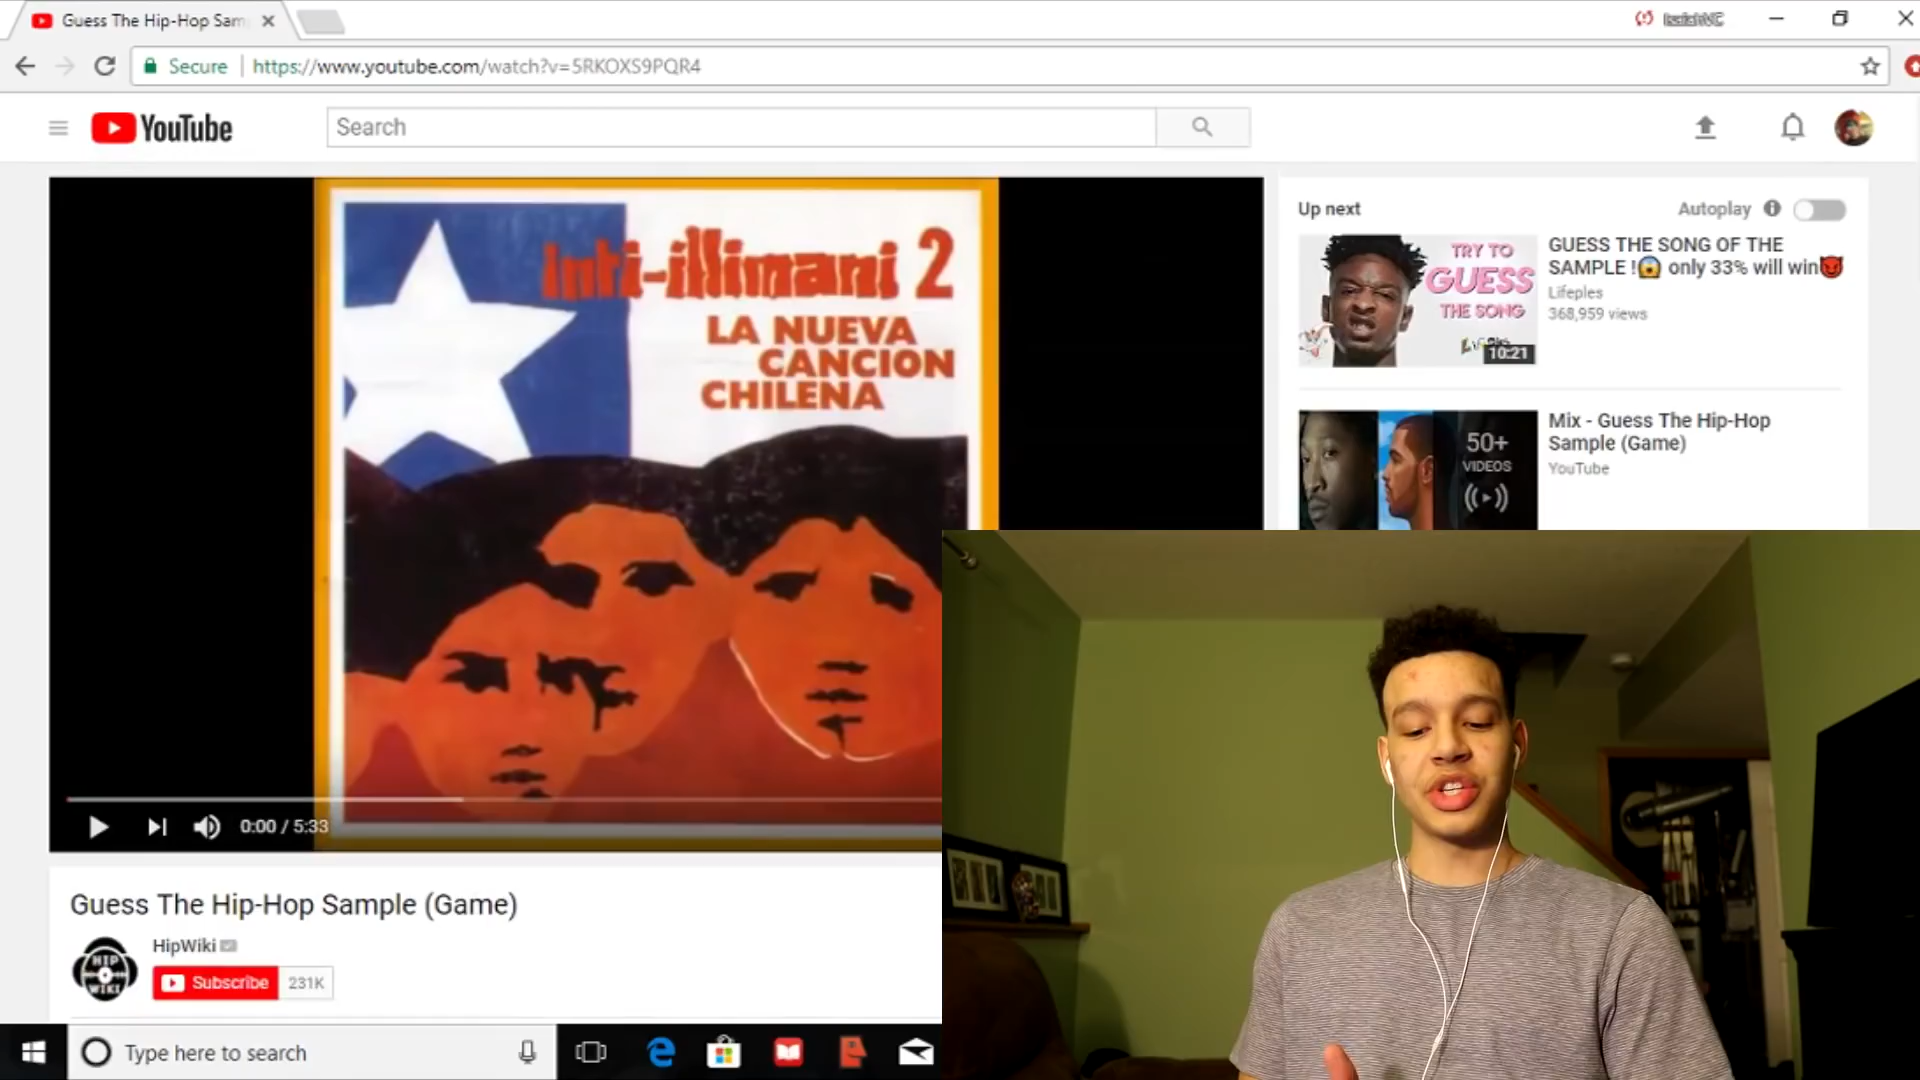 Guess The Hip-Hop Sam
Secure
https://www.youtube.com/watch?v=5RKOXS9PQR4
YouTube
Search
Inti-illimani 2
LA NUEVA
CANCION
CHILENA
Up next
Autoplay
TRY TO
GUESS
THE SONG
10:21
GUESS THE SONG OF THE
SAMPLE !😱 only 33% will win😈
Lifeples
368,959 views
50+
VIDEOS
Mix - Guess The Hip-Hop
Sample (Game)
YouTube
0:00 / 5:33
Guess The Hip-Hop Sample (Game)
HIP
WIKI
HipWiki
Subscribe
231K
Type here to search